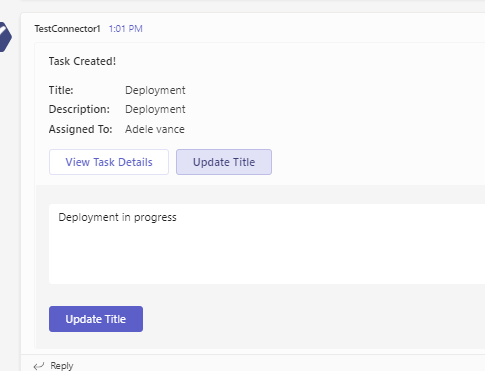 TestConnector1 1:01 PM
Task Created!
Title: Deployment
Description: Deployment
Assigned To: Adele vance
View Task Details Update Title
Deployment in progress
Update Title
Reply